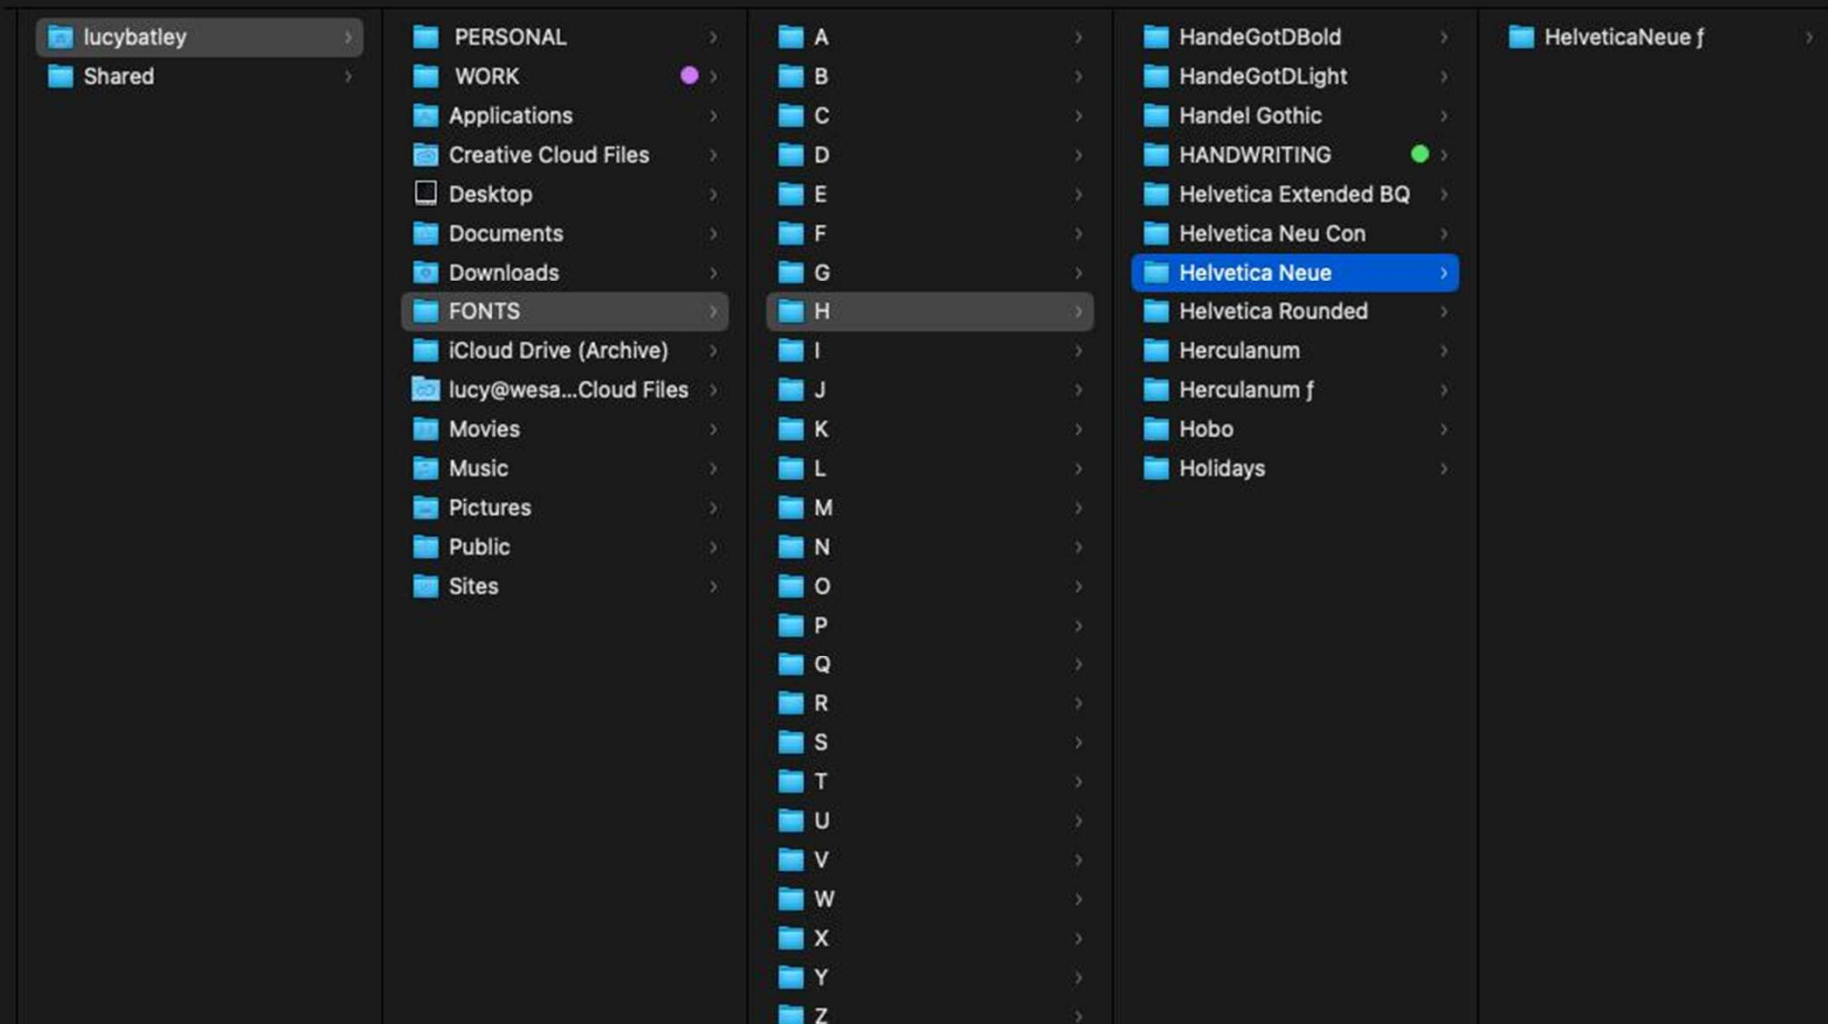 lucybatley
Shared
PERSONAL
WORK
Applications
Creative Cloud Files
Desktop
Documents
Downloads
FONTS
iCloud Drive (Archive)
lucy@wesa...Cloud Files
Movies
Music
Pictures
Public
Sites
A
B
C
D
E
F
G
H
I
J
K
L
M
N
O
P
Q
R
S
T
U
V
W
X
Y
Z
HandeGotDBold
HandeGotDLight
Handel Gothic
HANDWRITING
Helvetica Extended BQ
Helvetica Neu Con
Helvetica Neue
Helvetica Rounded
Herculanum
Herculanum ƒ
Hobo
Holidays
HelveticaNeue ƒ